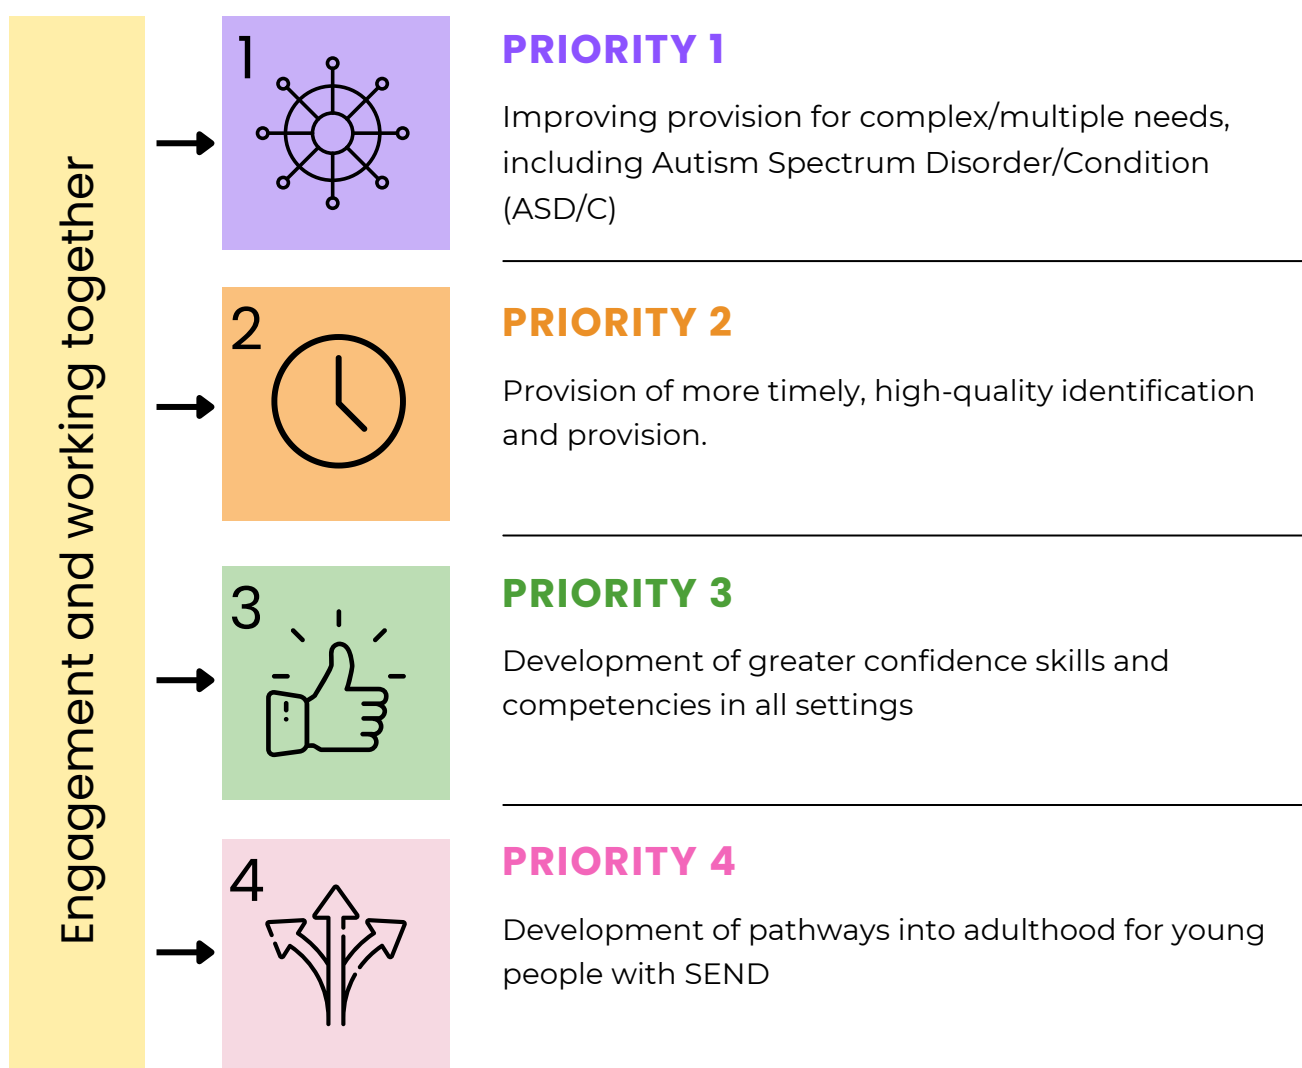 Engagement and working together
1
PRIORITY 1
Improving provision for complex/multiple needs,
including Autism Spectrum Disorder/Condition
(ASD/C)
2
PRIORITY 2
Provision of more timely, high-quality identification
and provision.
3
PRIORITY 3
Development of greater confidence skills and
competencies in all settings
4
PRIORITY 4
Development of pathways into adulthood for young
people with SEND